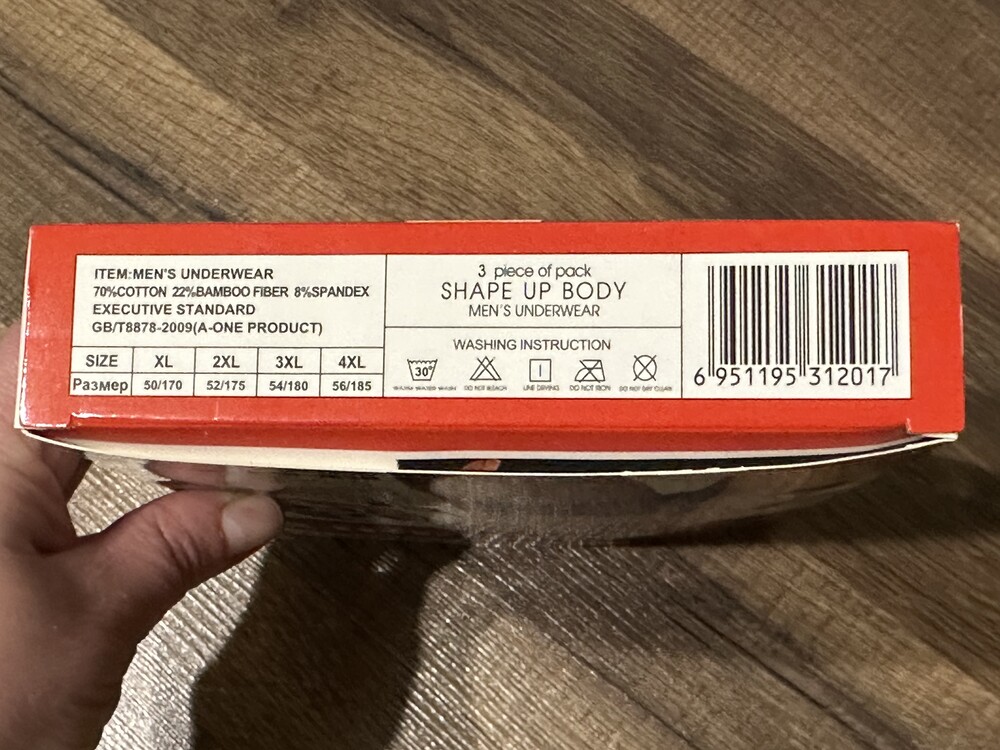 ITEM:MEN'S UNDERWEAR
70%COTTON 22%BAMBOO FIBER 8%SPANDEX
EXECUTIVE STANDARD
GB/T8878-2009(A-ONE PRODUCT)
SIZE XL 2XL 3XL 4XL
Размер 50/170 52/175 54/180 56/185
3 piece of pack
SHAPE UP BODY
MEN'S UNDERWEAR
WASHING INSTRUCTION
30°
DO NOT BLEACH LINE DRYING DO NOT IRON DO NOT DRY CLEAN
6 951195 312017